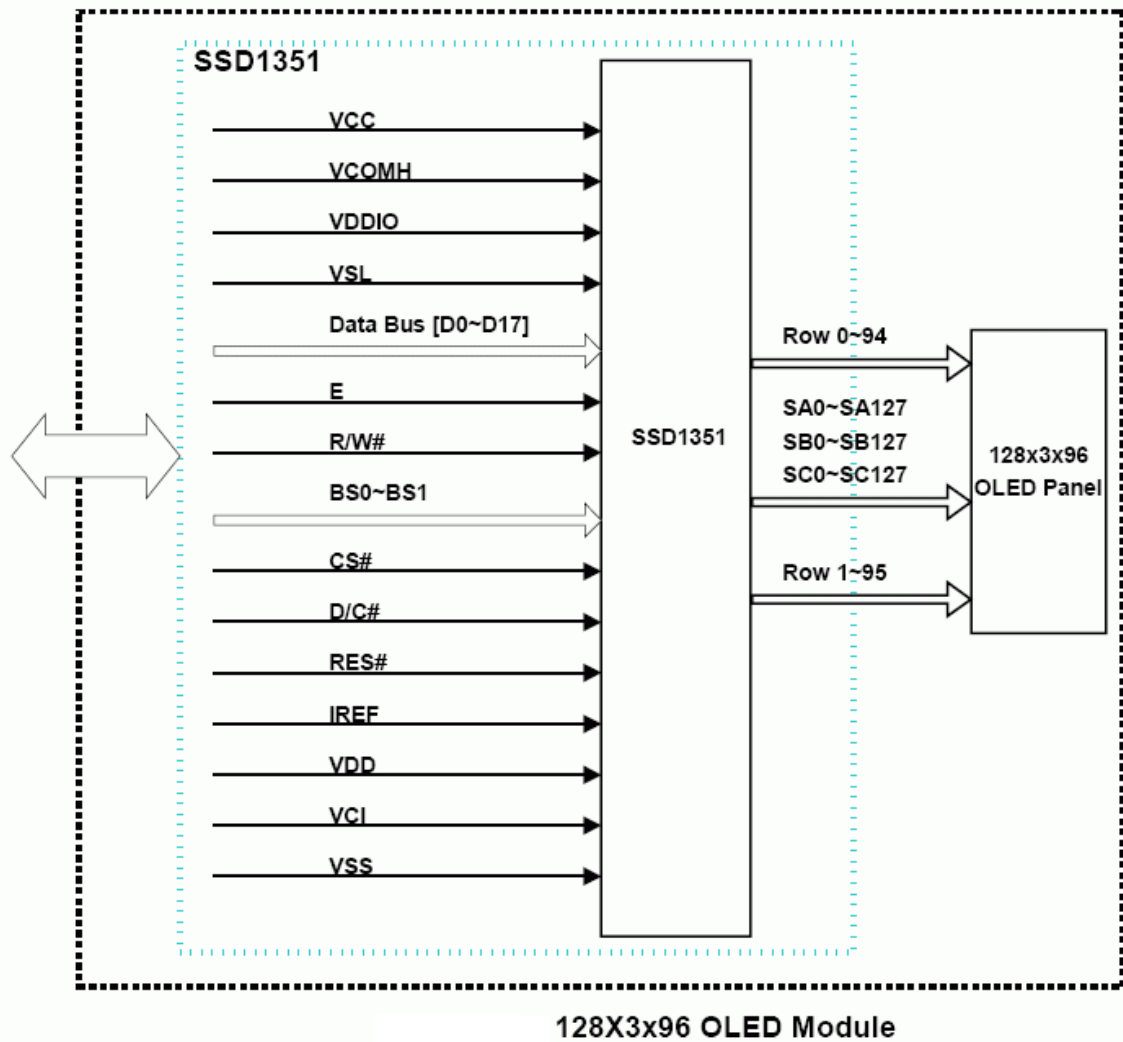 SSD1351
VCC
VCOMH
VDDIO
VSL
Data Bus [D0~D17]
E
R/W#
BS0~BS1
CS#
D/C#
RES#
IREF
VDD
VCI
VSS
SSD1351
Row 0~94
SA0~SA127
SB0~SB127
SC0~SC127
Row 1~95
128x3x96
OLED Panel
128X3x96 OLED Module